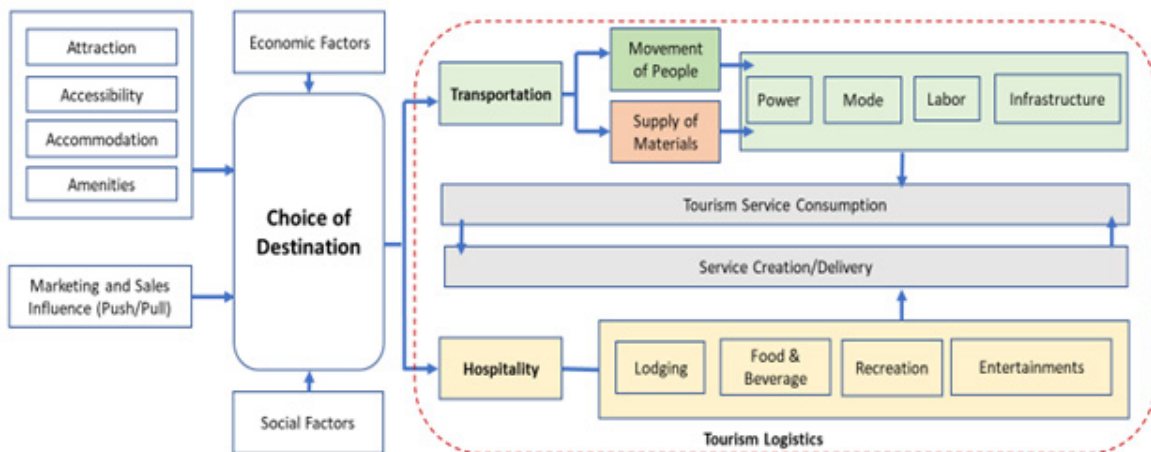 Attraction
Accessibility
Accommodation
Amenities
Marketing and Sales
Influence (Push/Pull)
Economic Factors
Choice of
Destination
Social Factors
Transportation
Movement
of People
Supply of
Materials
Power
Mode
Labor
Infrastructure
Tourism Service Consumption
Service Creation/Delivery
Hospitality
Lodging
Food &
Beverage
Recreation
Entertainments
Tourism Logistics